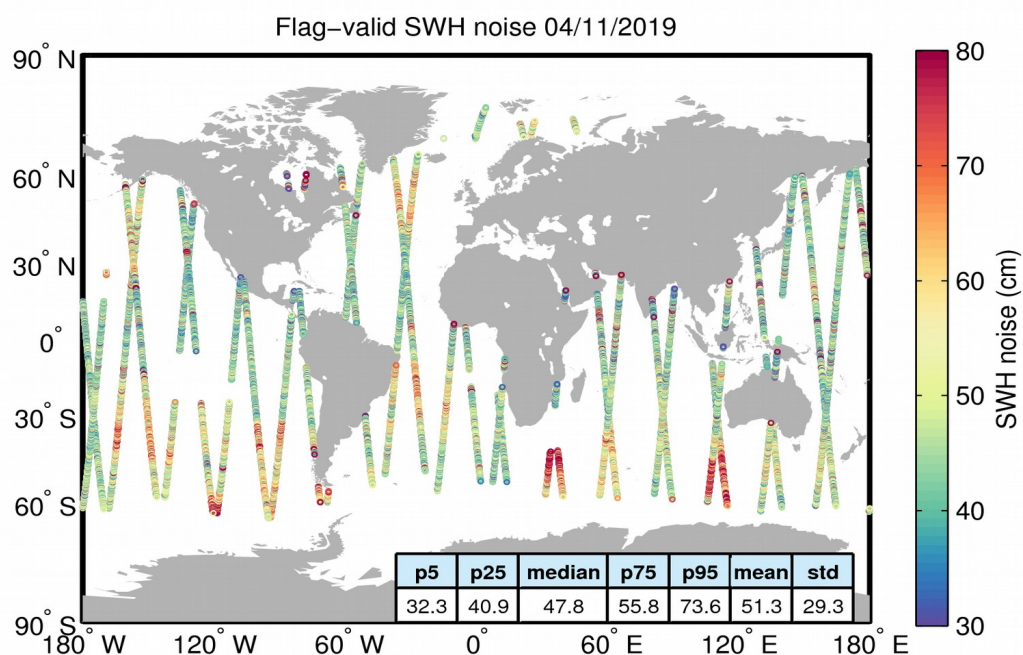 Flag−valid SWH noise 04/11/2019
90° N
60° N
30° N
0°
30° S
60° S
90° S
180° W
120° W
60° W
0°
60° E
120° E
180° E
80
70
60
50
40
30
SWH noise (cm)
p5 p25 median p75 p95 mean std
32.3 40.9 47.8 55.8 73.6 51.3 29.3